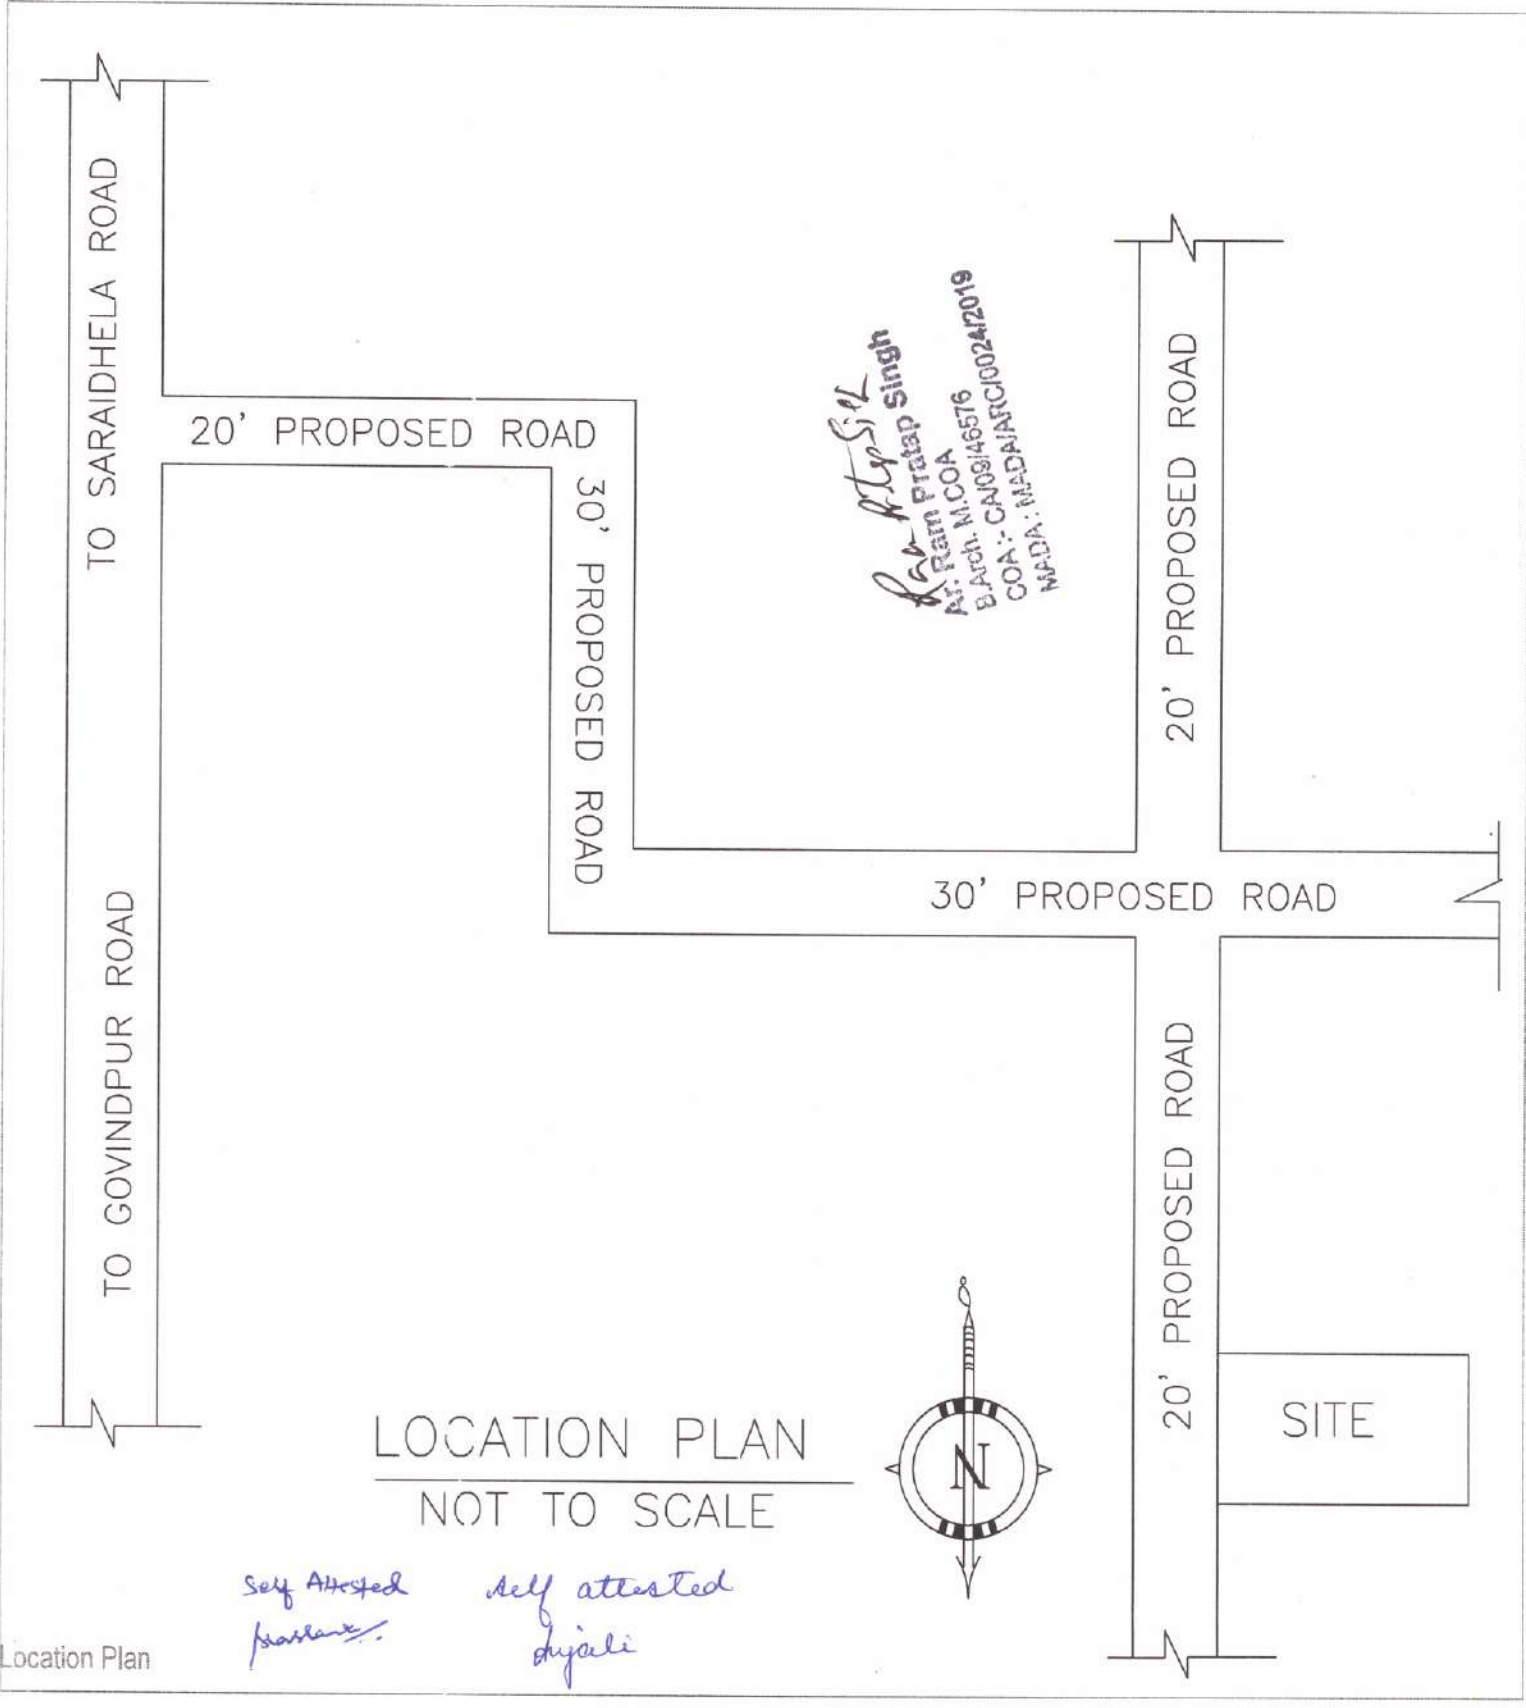 TO SARAIDHELA ROAD
20' PROPOSED ROAD
30' PROPOSED ROAD
Ar. Ram Pratap Singh
B.Arch. M.COA
COA:- CA/09/46576
MADA: MADA/ARC/0024/2019
20' PROPOSED ROAD
30' PROPOSED ROAD
TO GOVINDPUR ROAD
20' PROPOSED ROAD
SITE
LOCATION PLAN
NOT TO SCALE
N
Self Attested
self attested
Location Plan